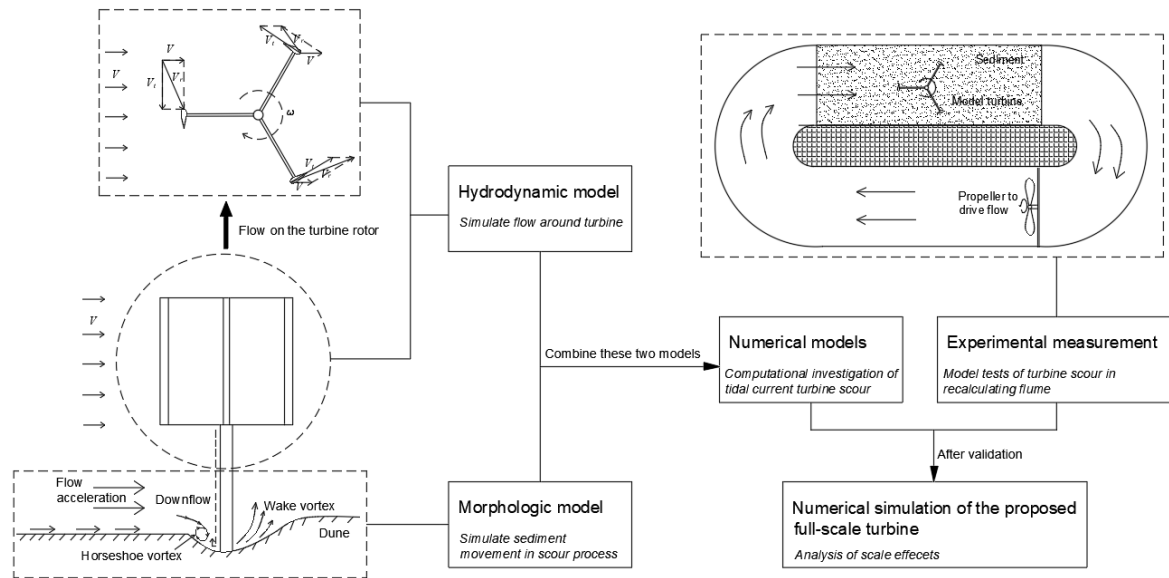 V
V
V_t
V_r
V_t
V_r
V
ω
V_t
V_r
V
Flow on the turbine rotor
V
Flow
acceleration
Downflow
Wake vortex
Dune
Horseshoe vortex
Hydrodynamic model
Simulate flow around turbine
Combine these two models
Morphologic model
Simulate sediment
movement in scour process
Sediment
Model turbine
Propeller to
drive flow
Numerical models
Computational investigation of
tidal current turbine scour
Experimental measurement
Model tests of turbine scour in
recalculating flume
After validation
Numerical simulation of the proposed
full-scale turbine
Analysis of scale effecets